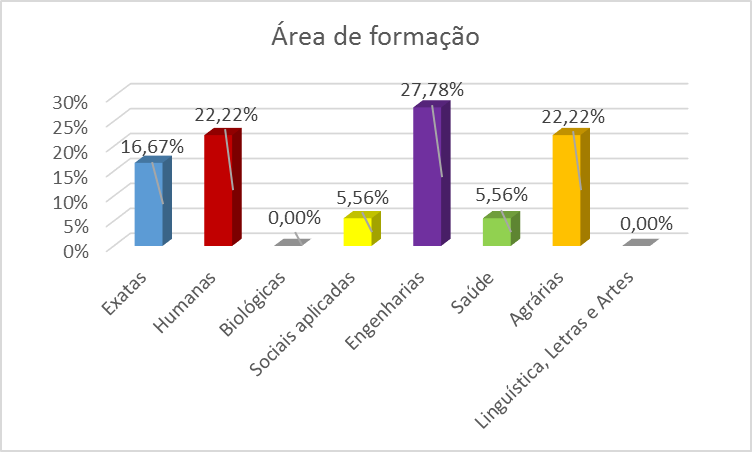 Área de formação
30%
25%
20%
15%
10%
5%
0%
16,67%
22,22%
0,00%
5,56%
27,78%
5,56%
22,22%
0,00%
Exatas
Humanas
Biológicas
Sociais aplicadas
Engenharias
Saúde
Agrárias
Linguística, Letras e Artes